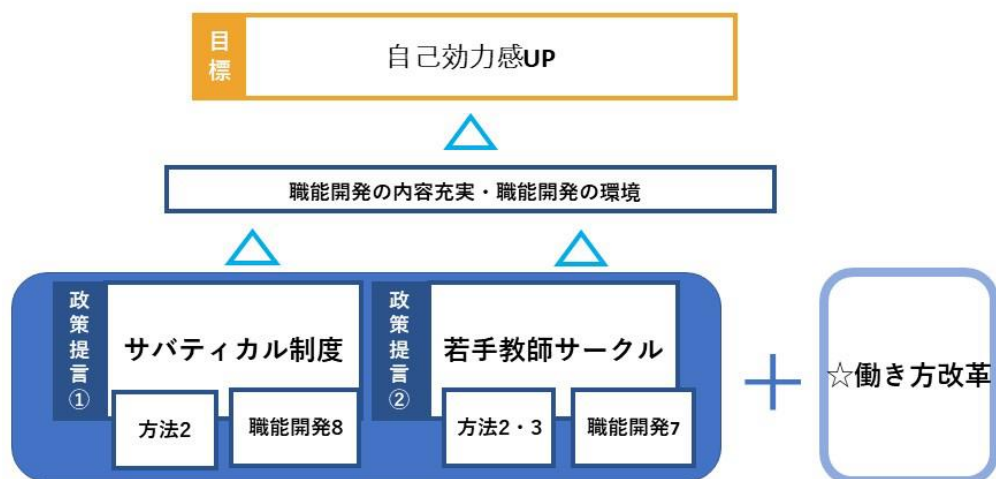 目標
自己効力感UP
職能開発の内容充実・職能開発の環境
政策提言①
サバティカル制度
方法2
職能開発8
政策提言②
若手教師サークル
方法2・3
職能開発7
＋
☆働き方改革